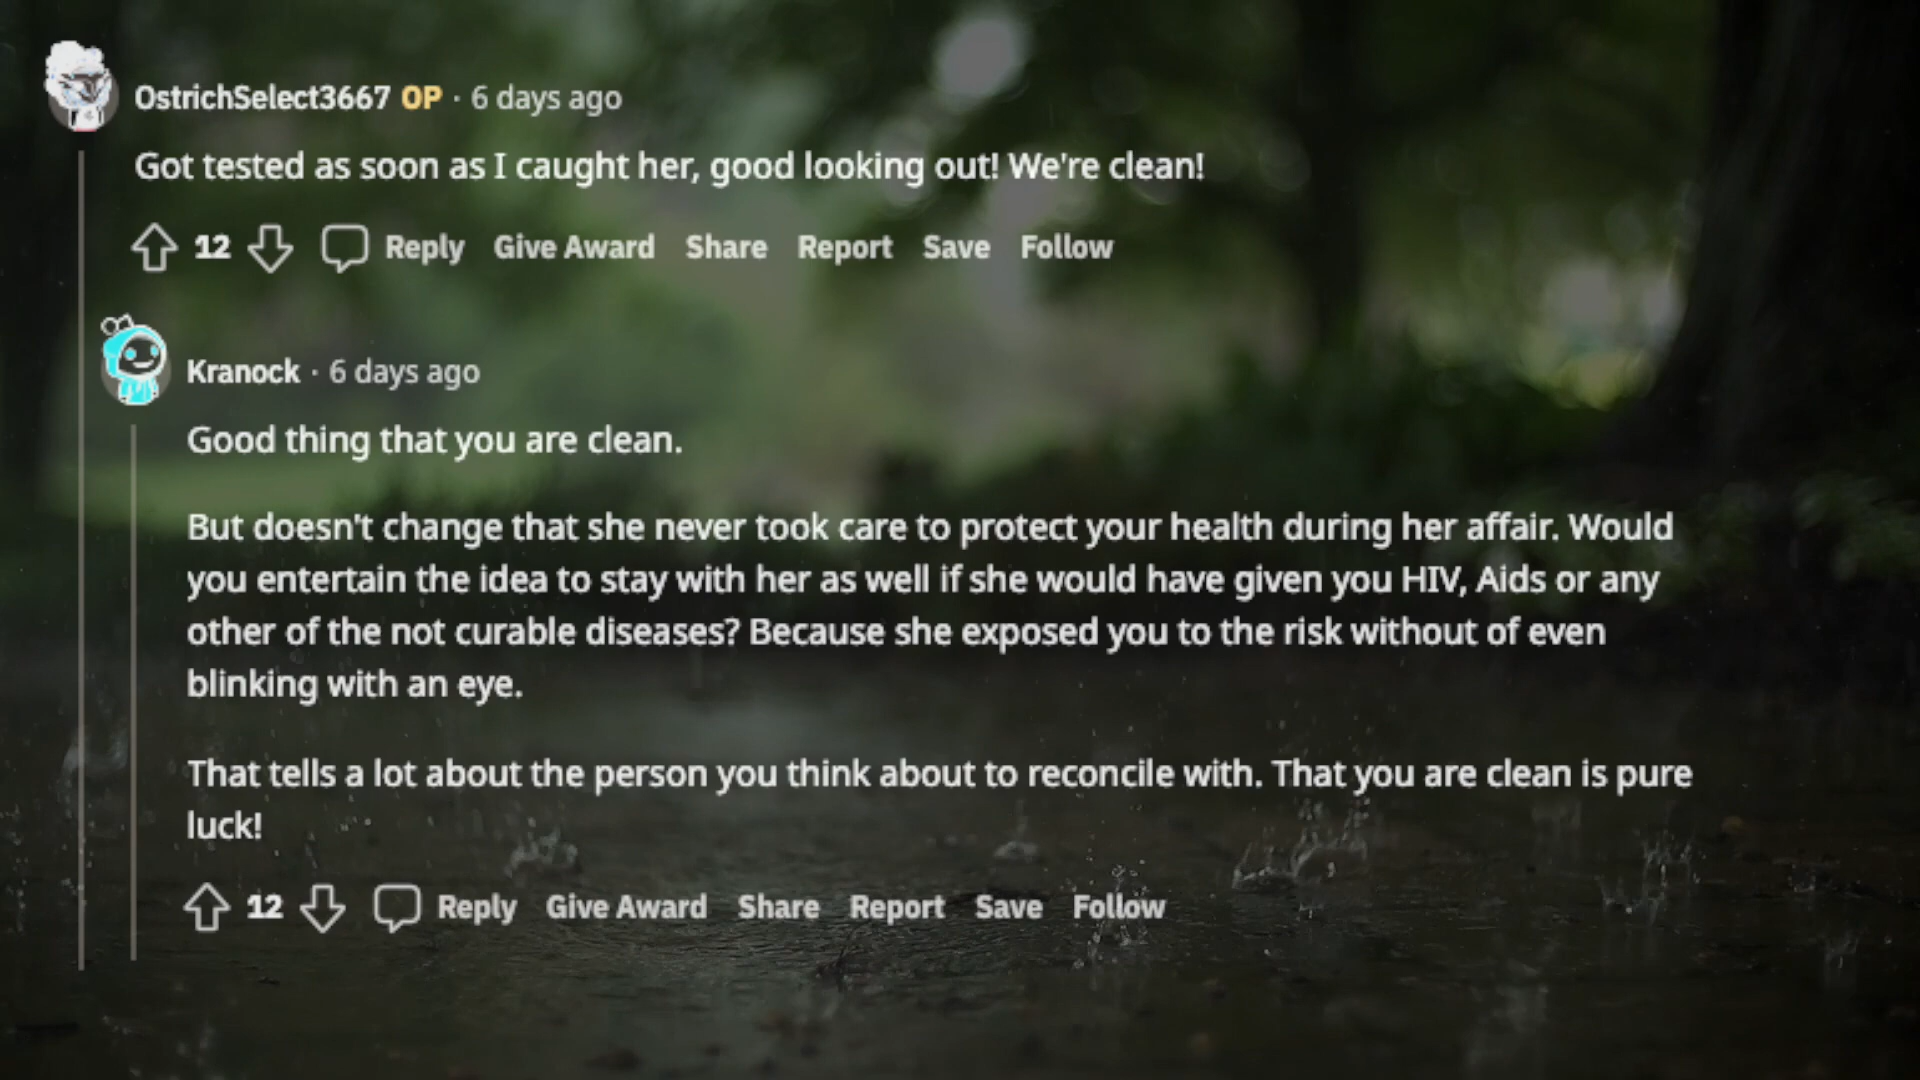 OstrichSelect3667 OP · 6 days ago
Got tested as soon as I caught her, good looking out! We're clean!
12 Reply Give Award Share Report Save Follow
Kranock · 6 days ago
Good thing that you are clean.
But doesn't change that she never took care to protect your health during her affair. Would
you entertain the idea to stay with her as well if she would have given you HIV, Aids or any
other of the not curable diseases? Because she exposed you to the risk without of even
blinking with an eye.
That tells a lot about the person you think about to reconcile with. That you are clean is pure
luck!
12 Reply Give Award Share Report Save Follow